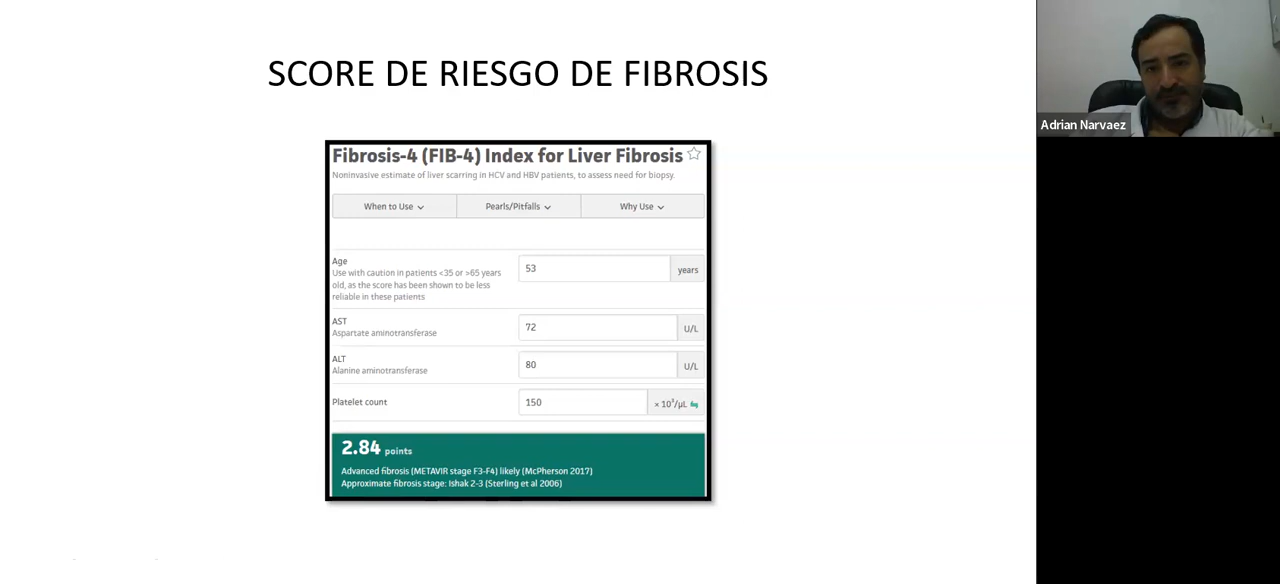 SCORE DE RIESGO DE FIBROSIS
Adrian Narvaez
Fibrosis-4 (FIB-4) Index for Liver Fibrosis
Noninvasive estimate of liver scarring in HCV and HBV patients, to assess need for biopsy.
When to Use
Pearls/Pitfalls
Why Use
Age
Use with caution in patients <35 or >65 years
old, as the score has been shown to be less
reliable in these patients
53
years
AST
Aspartate aminotransferase
72
U/L
ALT
Alanine aminotransferase
80
U/L
Platelet count
150
× 10³/µL
2.84 points
Advanced fibrosis (METAVIR stage F3-F4) likely (McPherson 2017)
Approximate fibrosis stage: Ishak 2-3 (Sterling et al 2006)